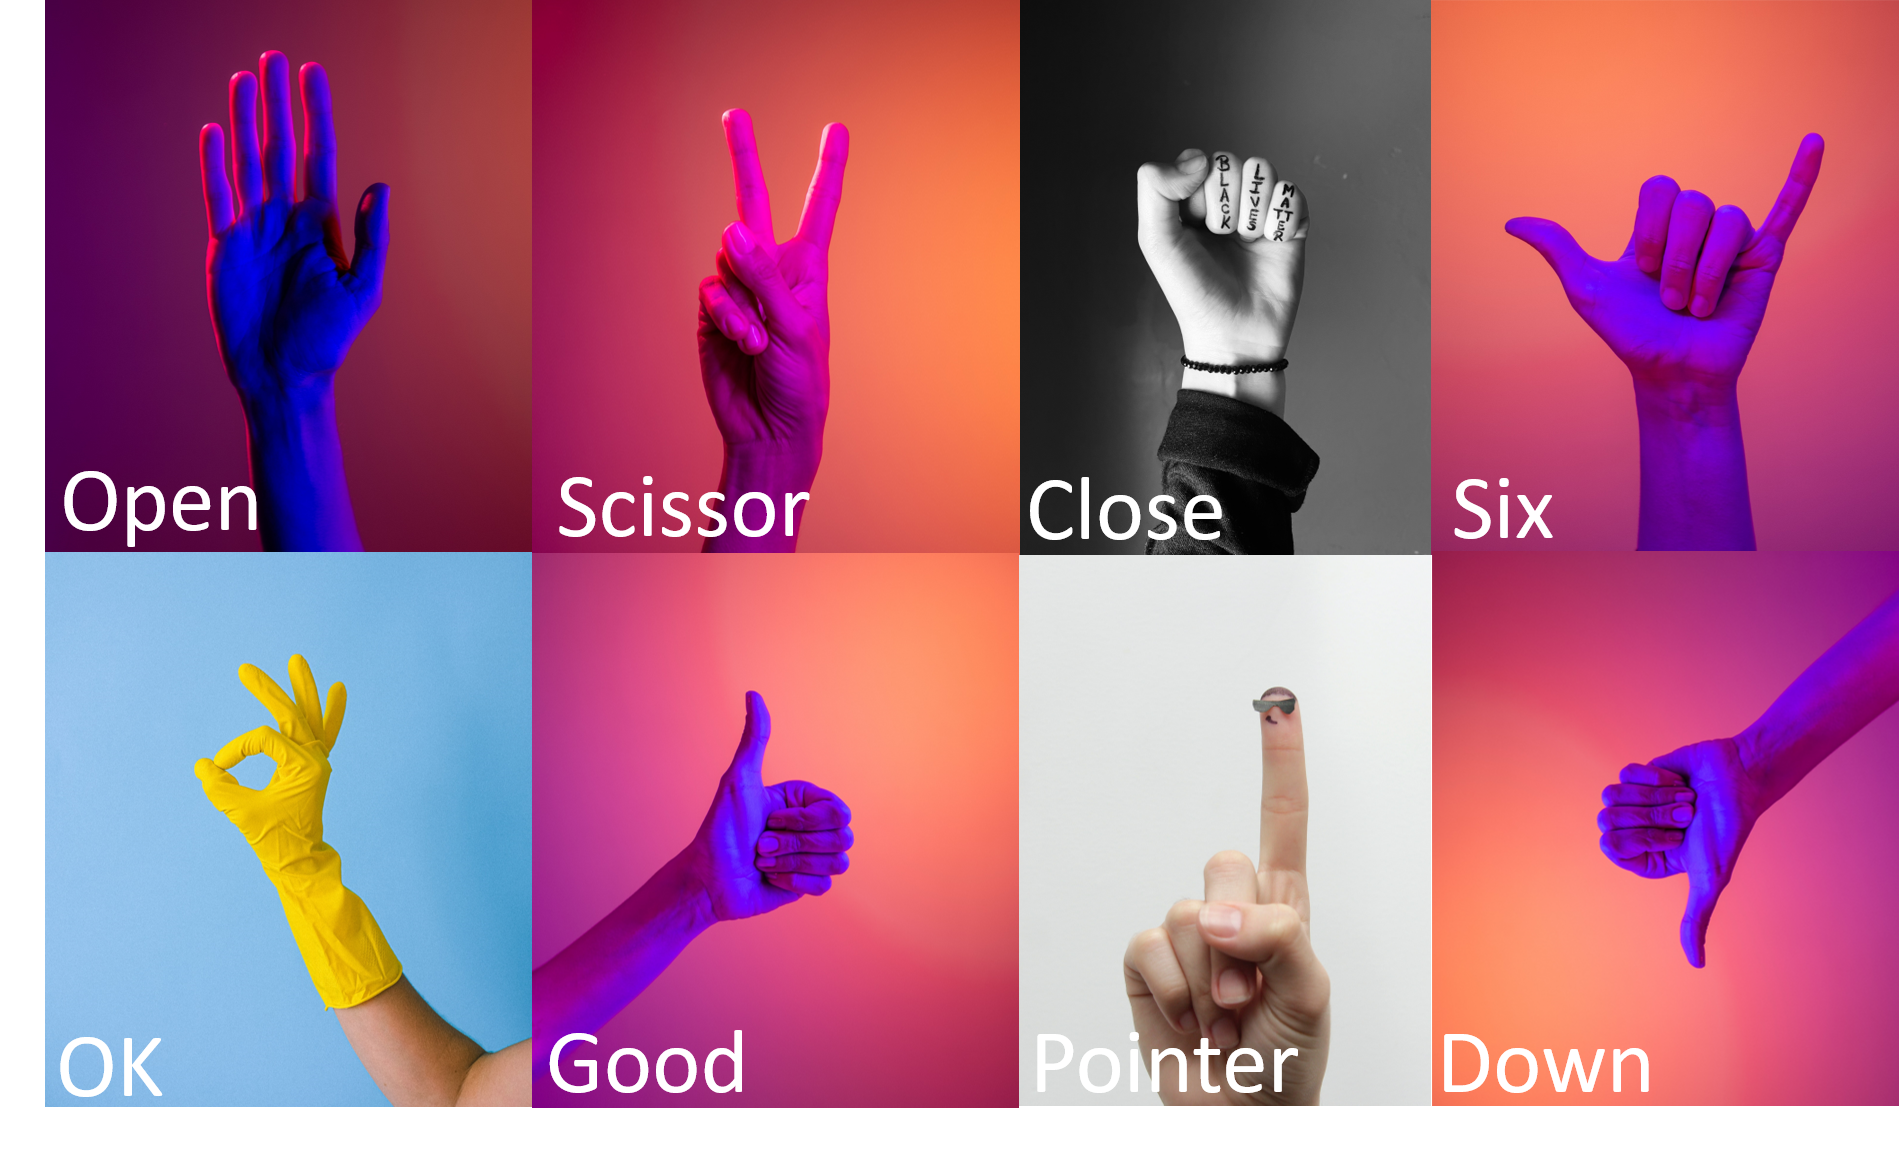 BLACK
LIVES
MATTER
Open
Scissor
Close
Six
OK
Good
Pointer
Down